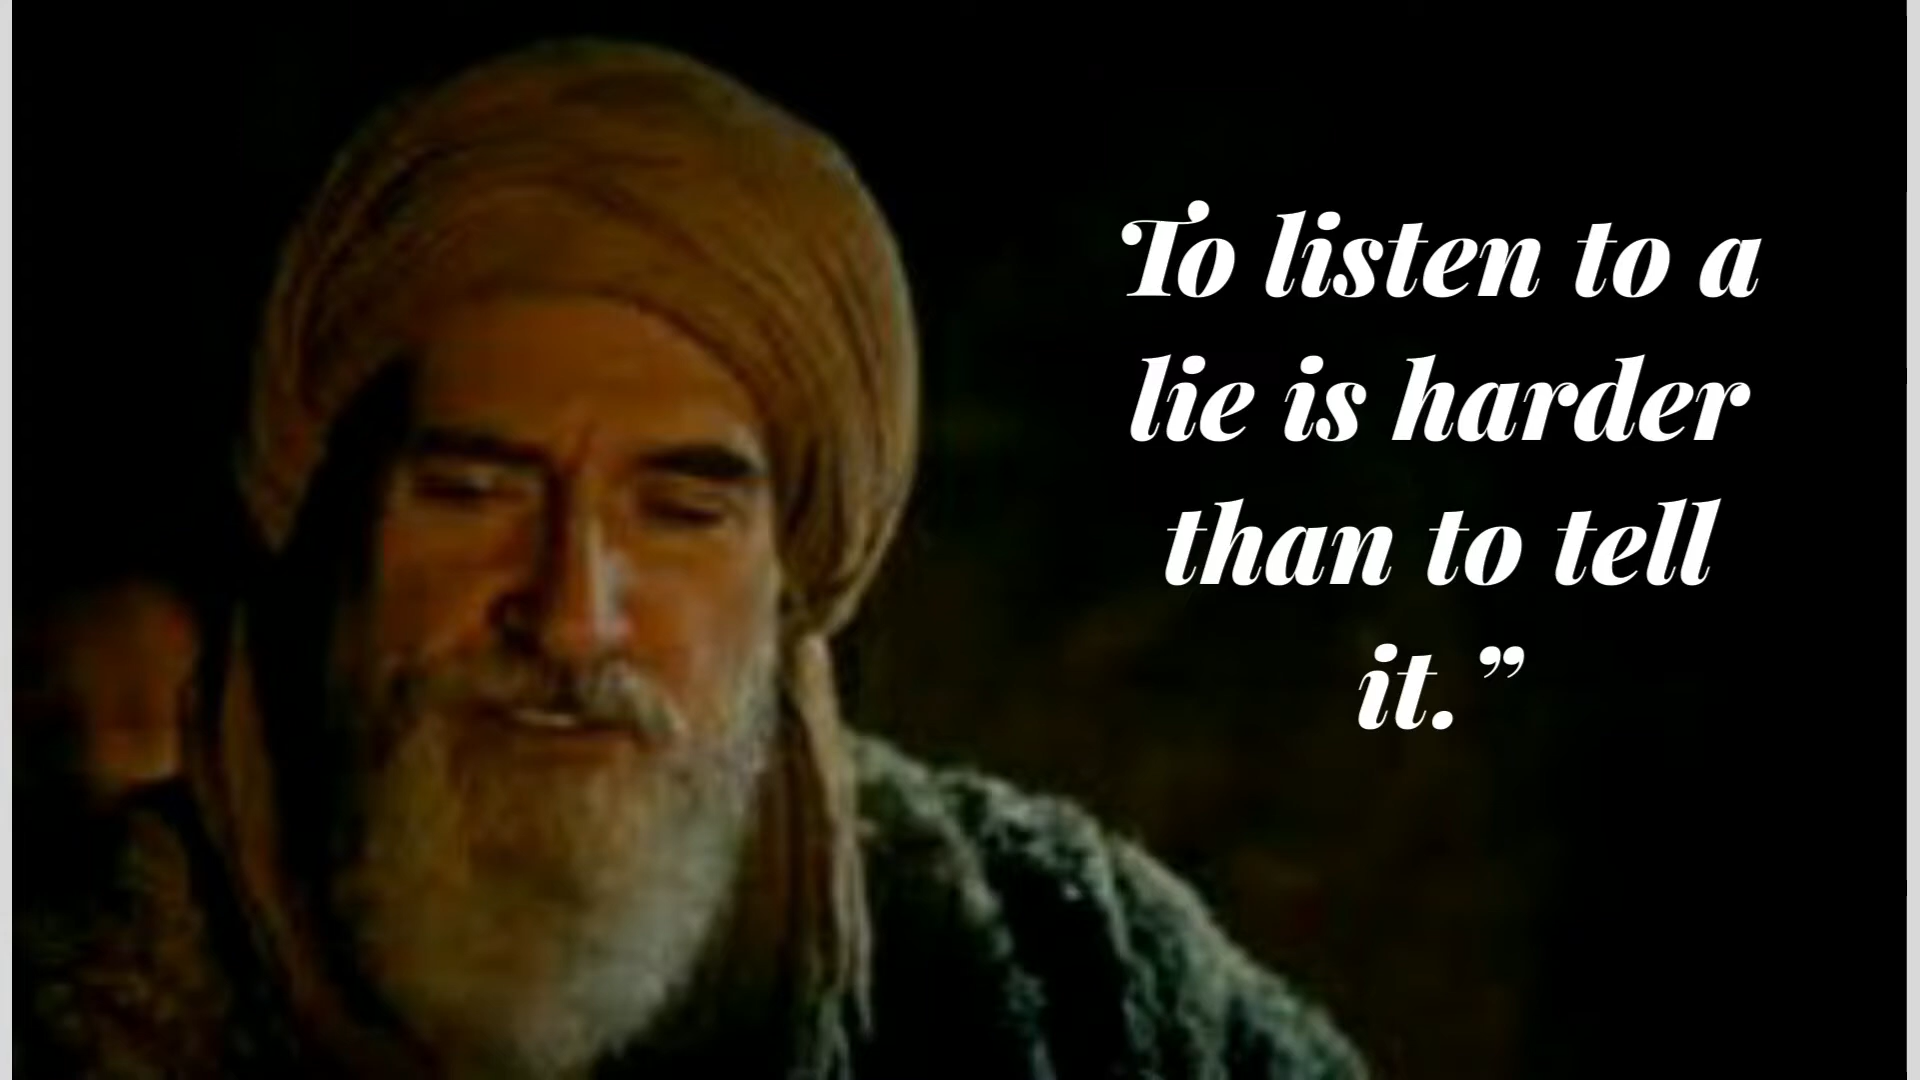 To listen to a
lie is harder
than to tell
it.”